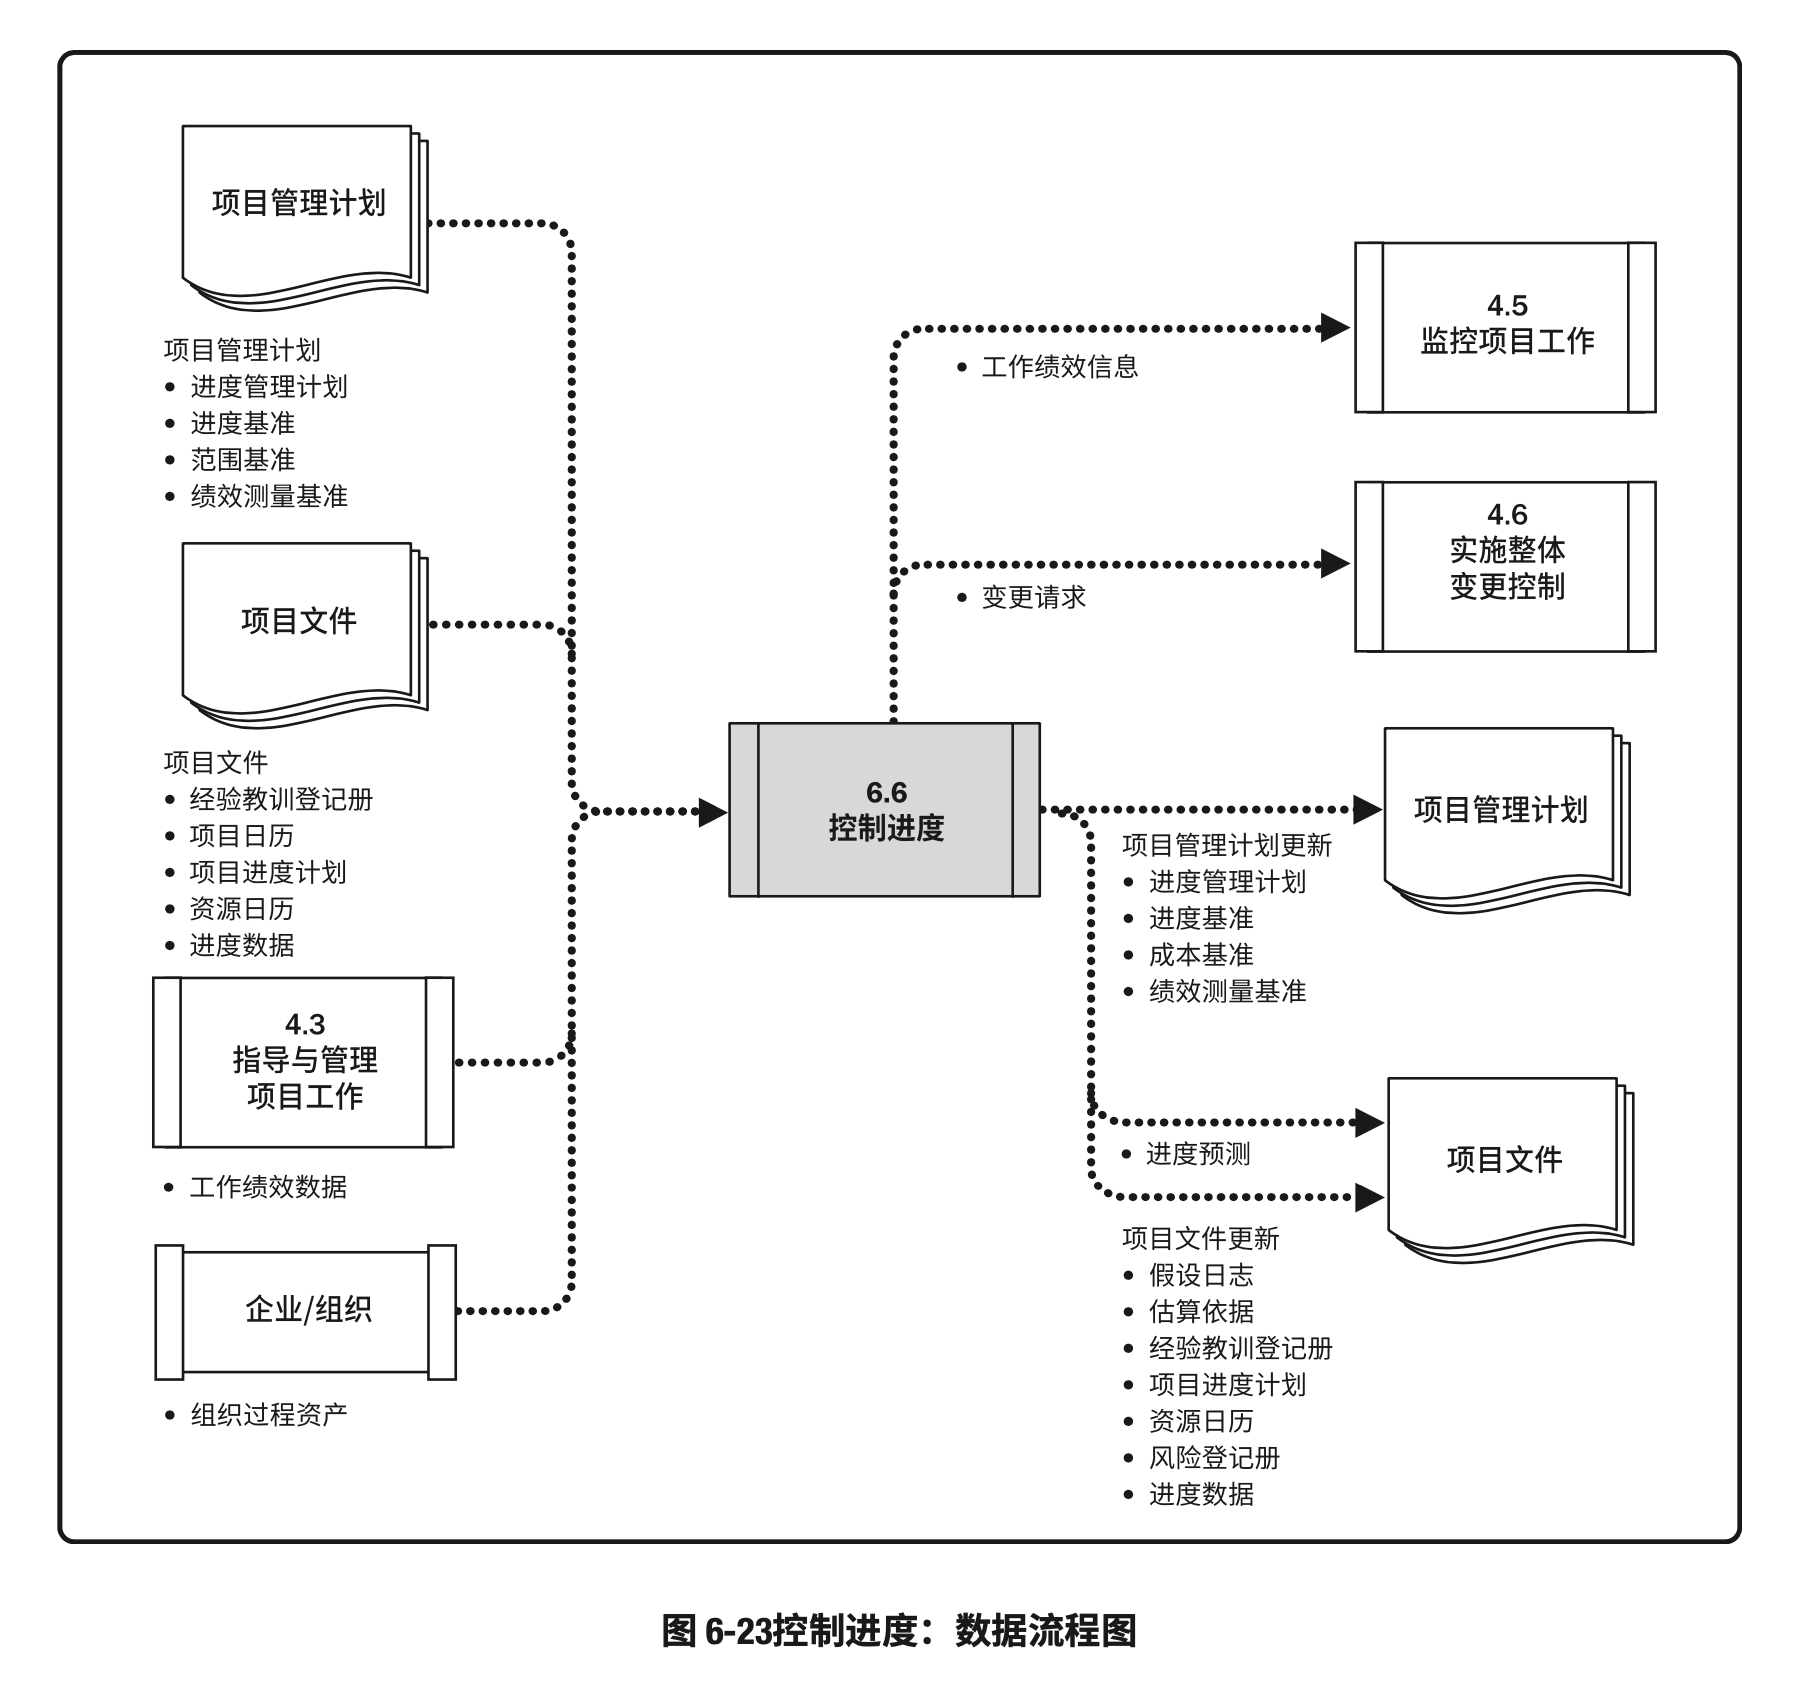 项目管理计划
项目管理计划
• 进度管理计划
• 进度基准
• 范围基准
• 绩效测量基准
项目文件
项目文件
• 经验教训登记册
• 项目日历
• 项目进度计划
• 资源日历
• 进度数据
4.3
指导与管理
项目工作
• 工作绩效数据
企业/组织
• 组织过程资产
6.6
控制进度
• 工作绩效信息
4.5
监控项目工作
• 变更请求
4.6
实施整体
变更控制
项目管理计划
项目管理计划更新
• 进度管理计划
• 进度基准
• 成本基准
• 绩效测量基准
项目文件
• 进度预测
项目文件更新
• 假设日志
• 估算依据
• 经验教训登记册
• 项目进度计划
• 资源日历
• 风险登记册
• 进度数据
图 6-23控制进度：数据流程图